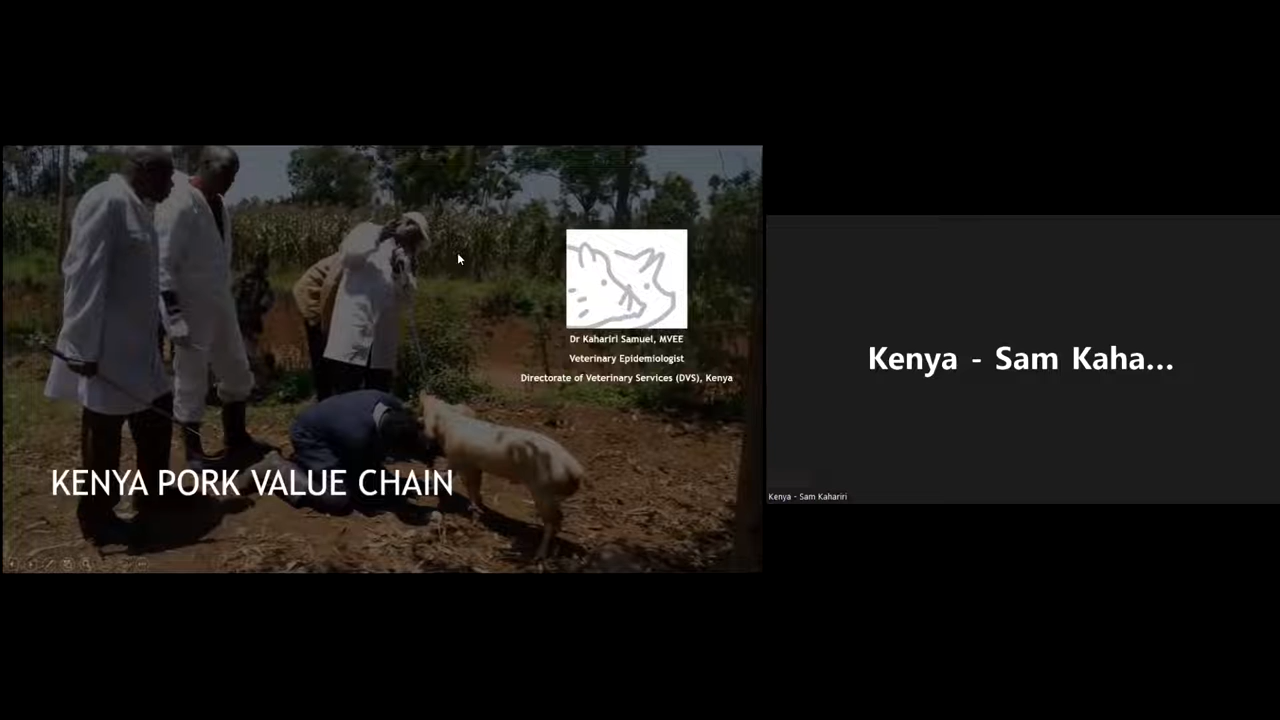 Dr Kahariri Samuel, MVEE
Veterinary Epidemiologist
Directorate of Veterinary Services (DVS), Kenya
KENYA PORK VALUE CHAIN
Kenya - Sam Kaha...
Kenya - Sam Kahariri